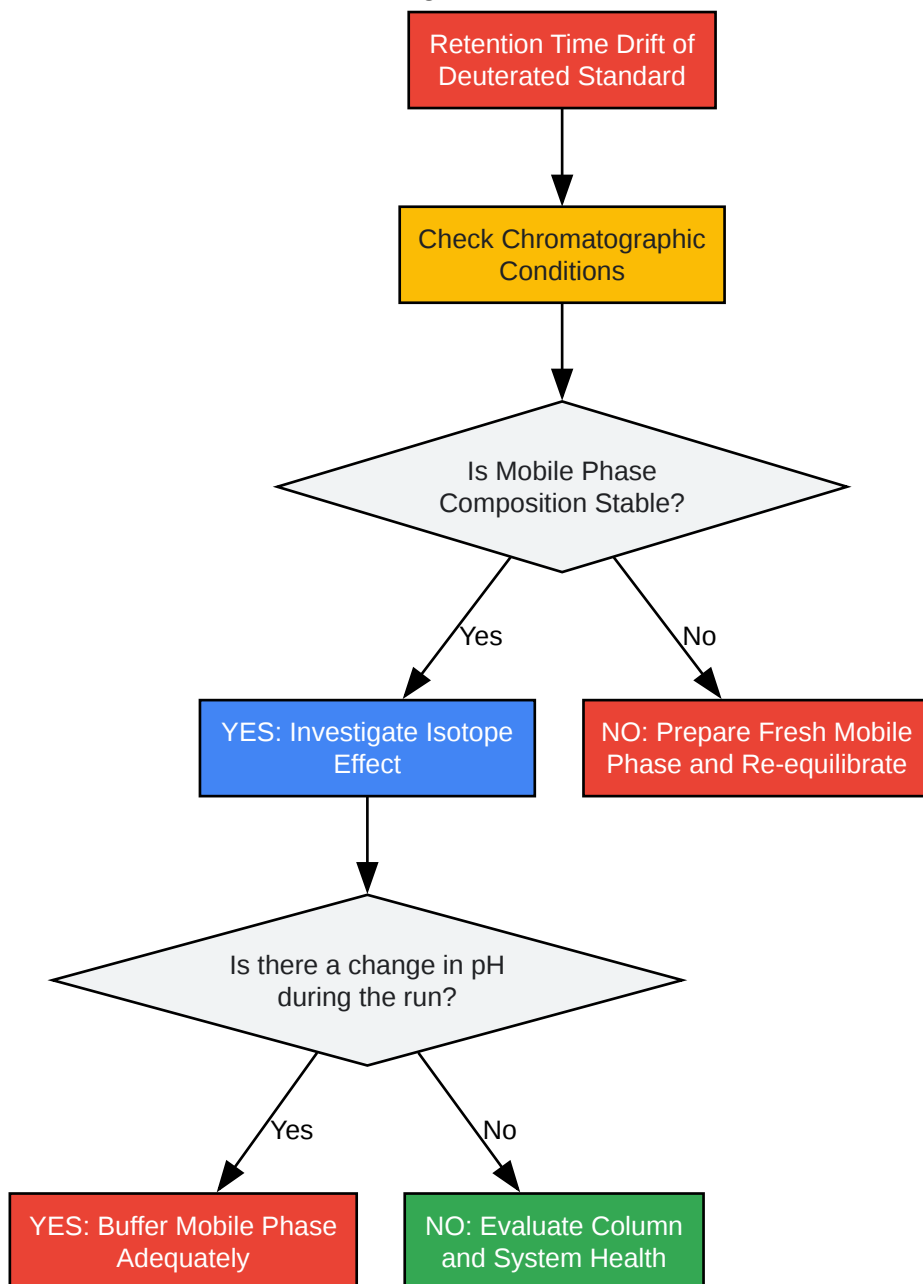 Retention Time Drift of
Deuterated Standard
Check Chromatographic
Conditions
Is Mobile Phase
Composition Stable?
Yes
No
YES: Investigate Isotope
Effect
NO: Prepare Fresh Mobile
Phase and Re-equilibrate
Is there a change in pH
during the run?
Yes
No
YES: Buffer Mobile Phase
Adequately
NO: Evaluate Column
and System Health